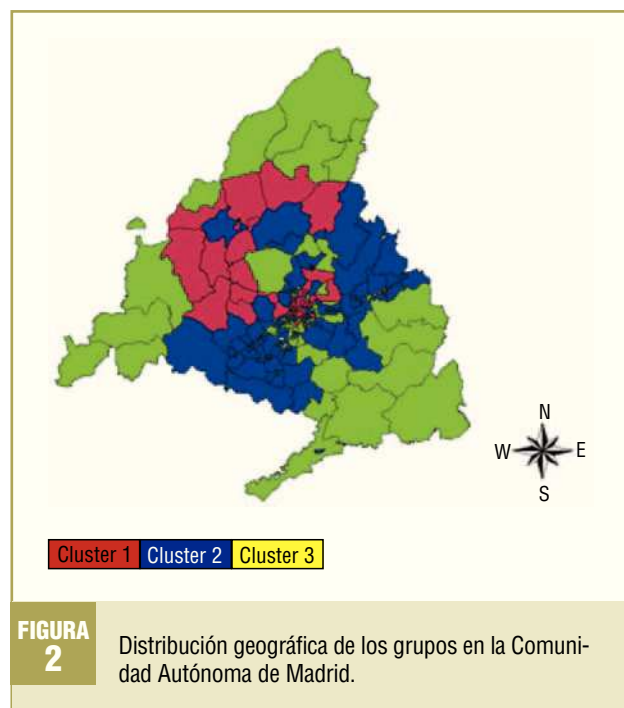 N
W E
S
Cluster 1 Cluster 2 Cluster 3
FIGURA
2
Distribución geográfica de los grupos en la Comuni-
dad Autónoma de Madrid.